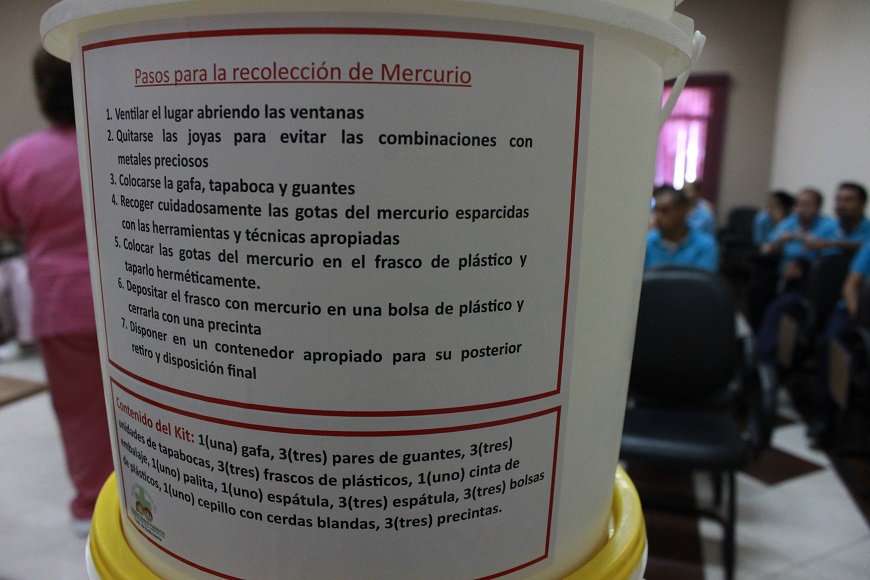 Pasos para la recolección de Mercurio
1. Ventilar el lugar abriendo las ventanas
2. Quitarse las joyas para evitar las combinaciones con
metales preciosos
3. Colocarse la gafa, tapaboca y guantes
4. Recoger cuidadosamente las gotas del mercurio esparcidas
con las herramientas y técnicas apropiadas
5. Colocar las gotas del mercurio en el frasco de plástico y
taparlo herméticamente.
6. Depositar el frasco con mercurio en una bolsa de plástico y
cerrarla con una precinta
7. Disponer en un contenedor apropiado para su posterior
retiro y disposición final
Contenido del Kit: 1(una) gafa, 3(tres) pares de guantes, 3(tres)
unidades de tapabocas, 3(tres) frascos de plásticos, 1(uno) cinta de
embalaje, 1(uno) palita, 1(uno) espátula, 3(tres) espátula, 3(tres) bolsas
de plásticos, 1(uno) cepillo con cerdas blandas, 3(tres) precintas.